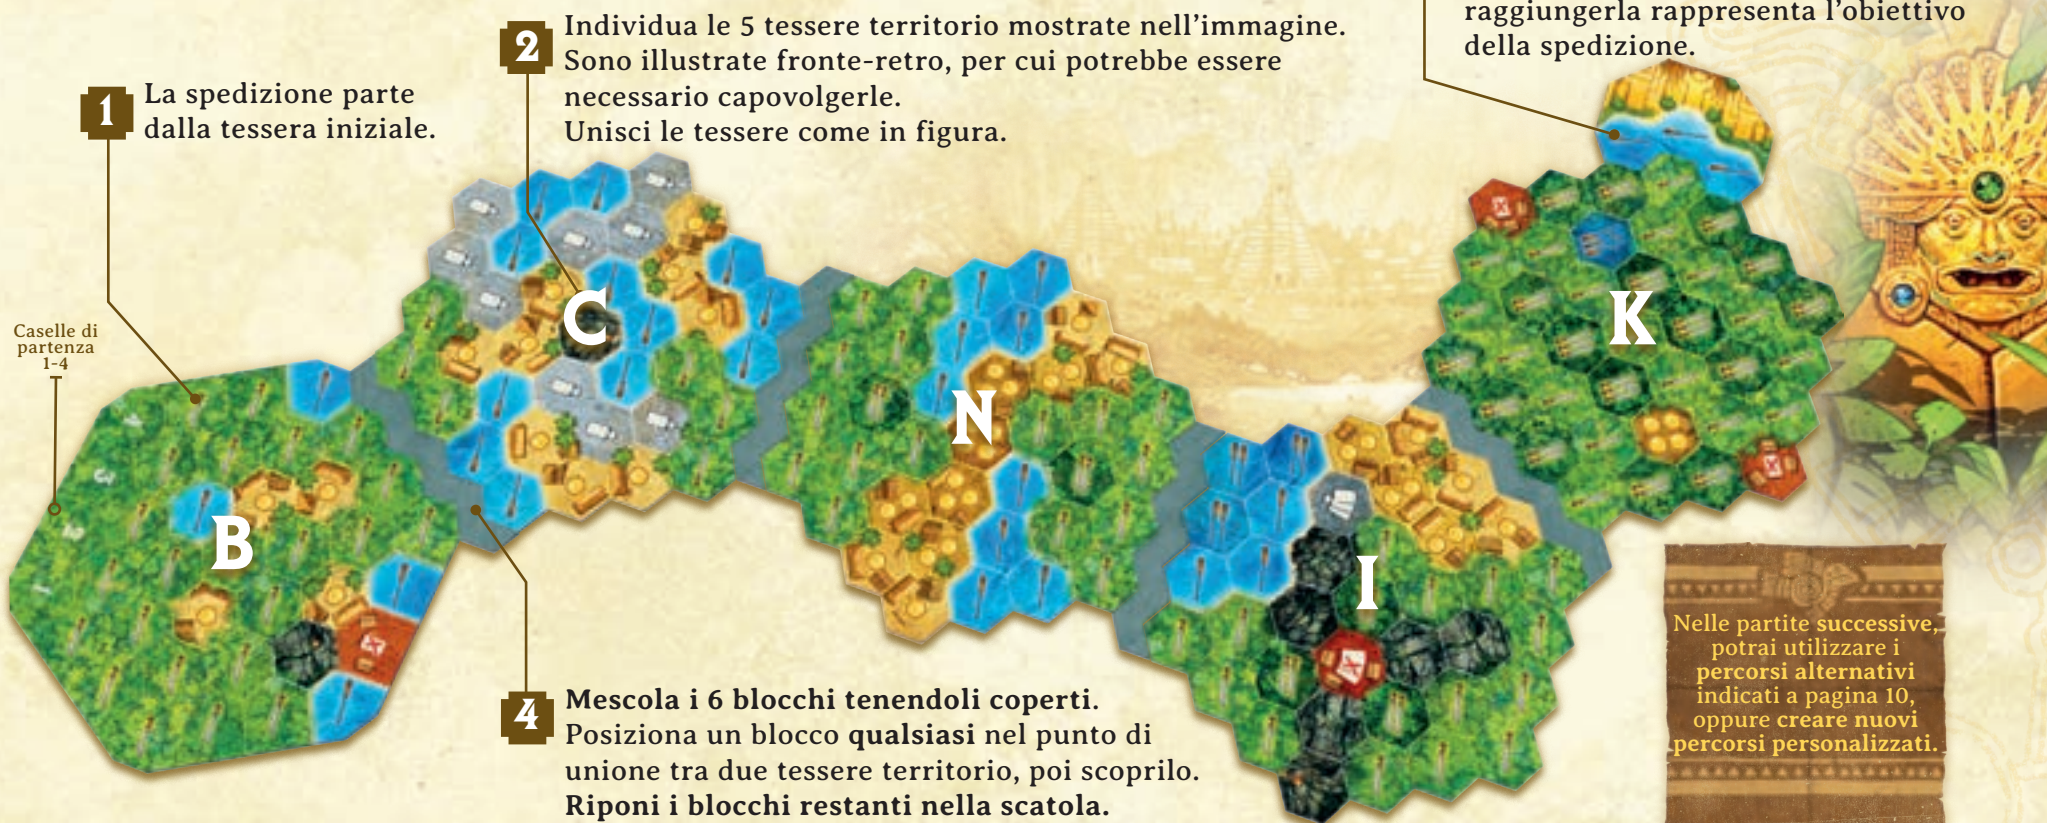 1
La spedizione parte
dalla tessera iniziale.
2
Individua le 5 tessere territorio mostrate nell'immagine.
Sono illustrate fronte-retro, per cui potrebbe essere
necessario capovolgerle.
Unisci le tessere come in figura.
raggiungerla rappresenta l'obiettivo
della spedizione.
Caselle di
partenza
1-4
B
C
N
I
K
4
Mescola i 6 blocchi tenendoli coperti.
Posiziona un blocco qualsiasi nel punto di
unione tra due tessere territorio, poi scoprilo.
Riponi i blocchi restanti nella scatola.
Nelle partite successive,
potrai utilizzare i
percorsi alternativi
indicati a pagina 10,
oppure creare nuovi
percorsi personalizzati.